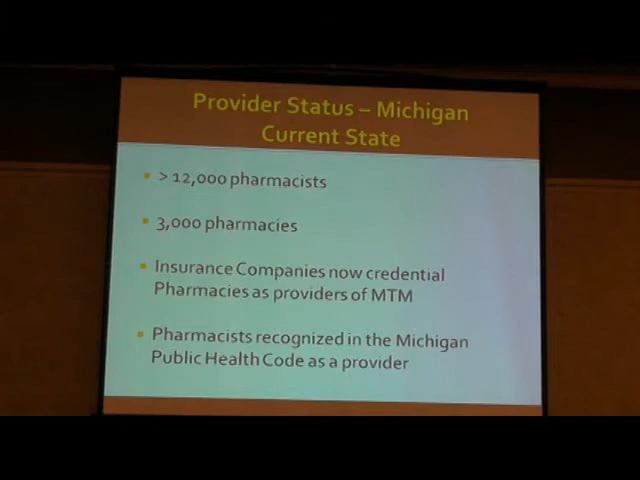 Provider Status – Michigan
Current State
> 12,000 pharmacists
3,000 pharmacies
Insurance Companies now credential
Pharmacies as providers of MTM
Pharmacists recognized in the Michigan
Public Health Code as a provider